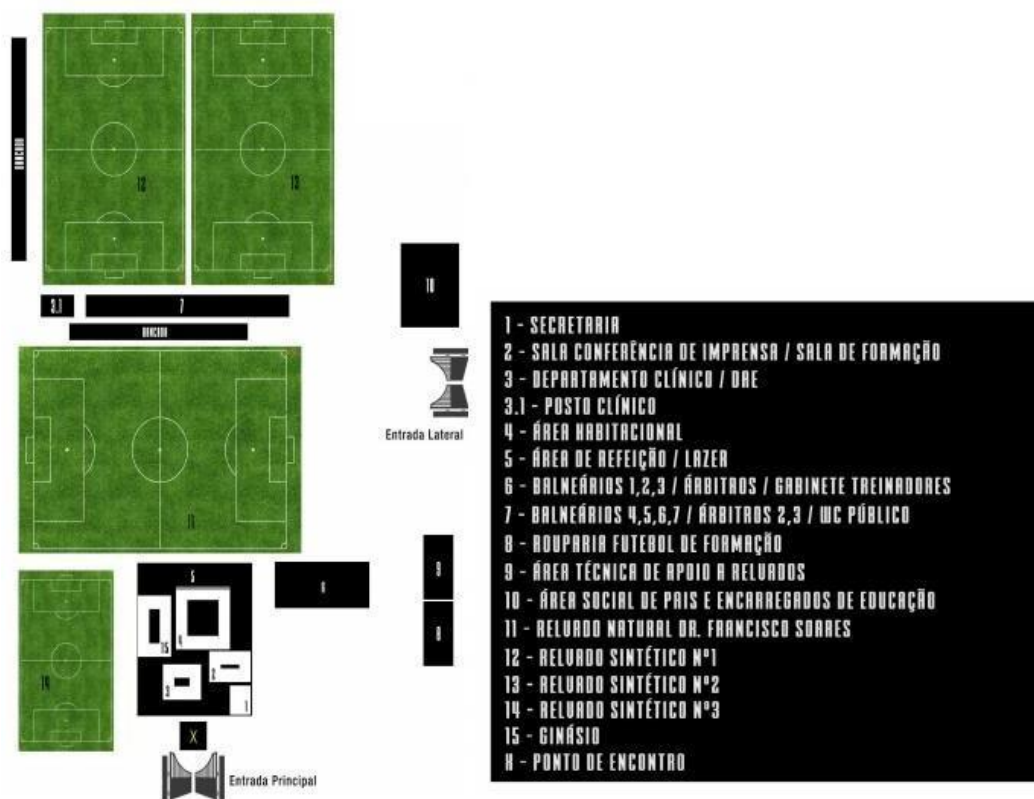 BANCADA
12
13
10
3.1
7
BANCADA
11
Entrada Lateral
9
8
6
5
15
4
2
3
1
14
X
Entrada Principal
1 - SECRETARIA
2 - SALA CONFERÊNCIA DE IMPRENSA / SALA DE FORMAÇÃO
3 - DEPARTAMENTO CLÍNICO / DRE
3.1 - POSTO CLÍNICO
4 - ÁREA HABITACIONAL
5 - ÁREA DE REFEIÇÃO / LAZER
6 - BALNEÁRIOS 1,2,3 / ÁRBITROS / GABINETE TREINADORES
7 - BALNEÁRIOS 4,5,6,7 / ÁRBITROS 2,3 / WC PÚBLICO
8 - ROUPARIA FUTEBOL DE FORMAÇÃO
9 - ÁREA TÉCNICA DE APOIO A RELVADOS
10 - ÁREA SOCIAL DE PAIS E ENCARREGADOS DE EDUCAÇÃO
11 - RELVADO NATURAL DR. FRANCISCO SOARES
12 - RELVADO SINTÉTICO Nº1
13 - RELVADO SINTÉTICO Nº2
14 - RELVADO SINTÉTICO Nº3
15 - GINÁSIO
X - PONTO DE ENCONTRO